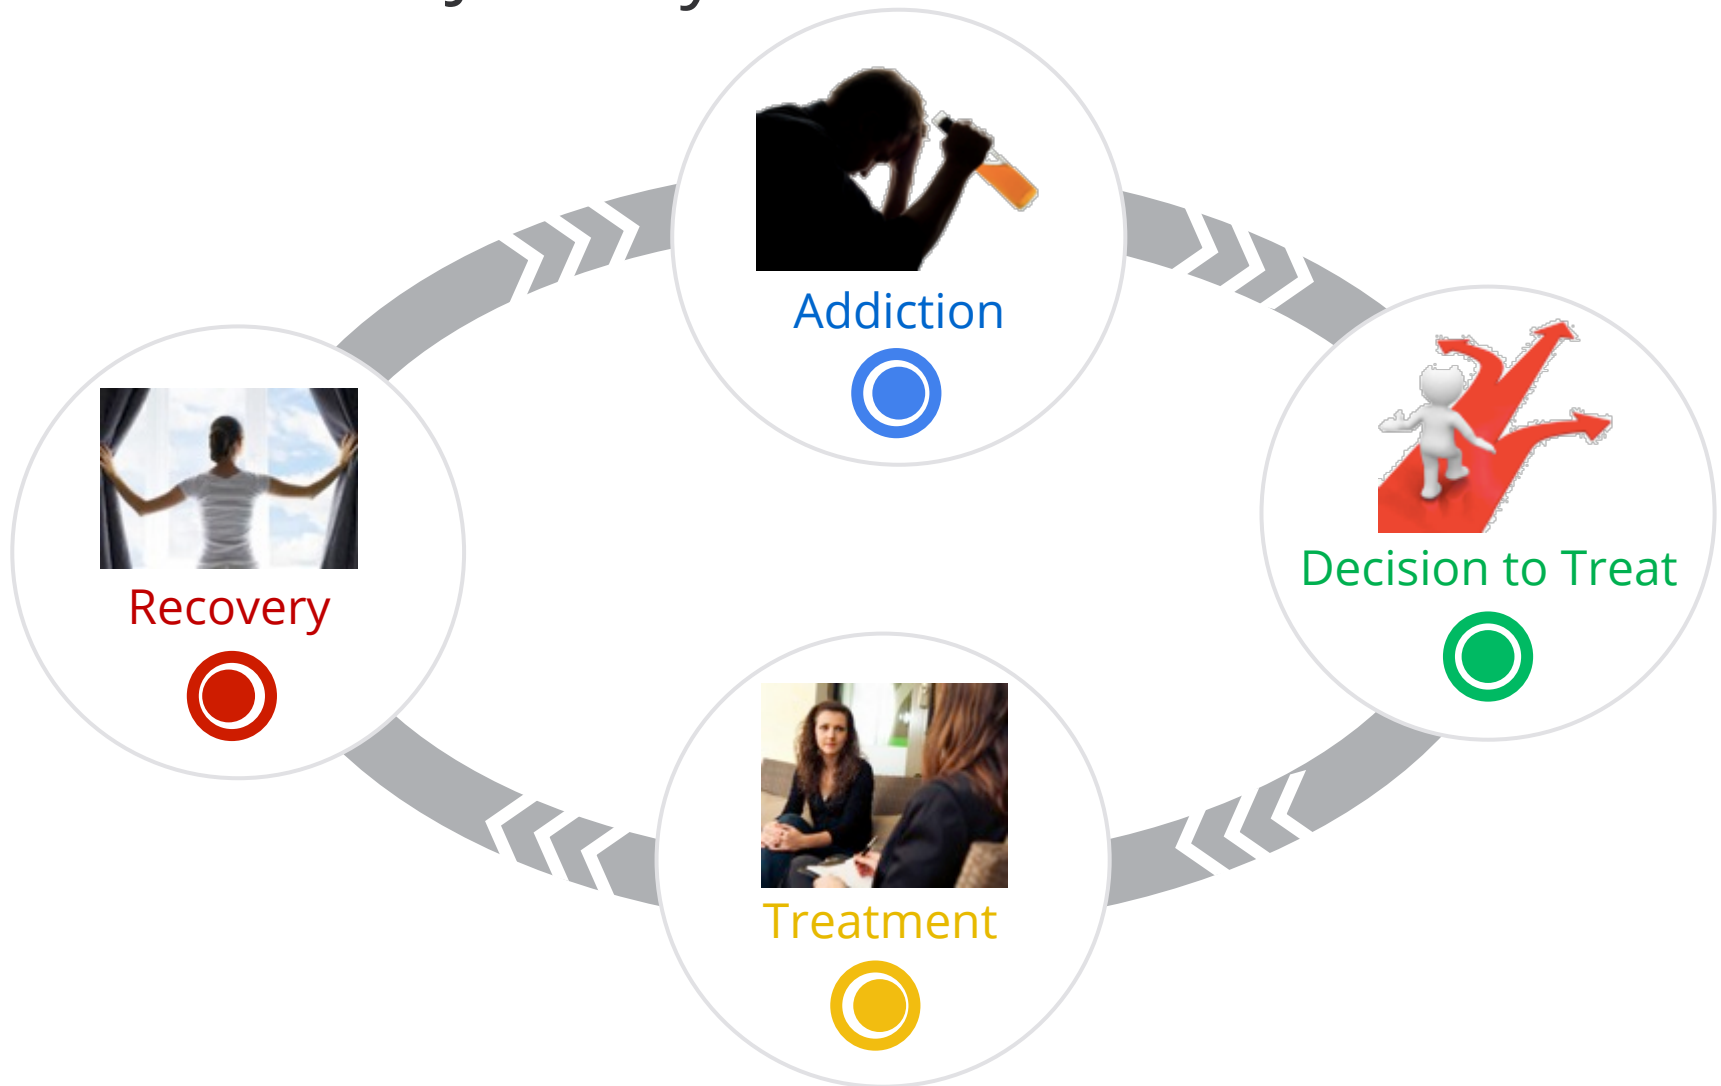 Addiction
Decision to Treat
Recovery
Treatment